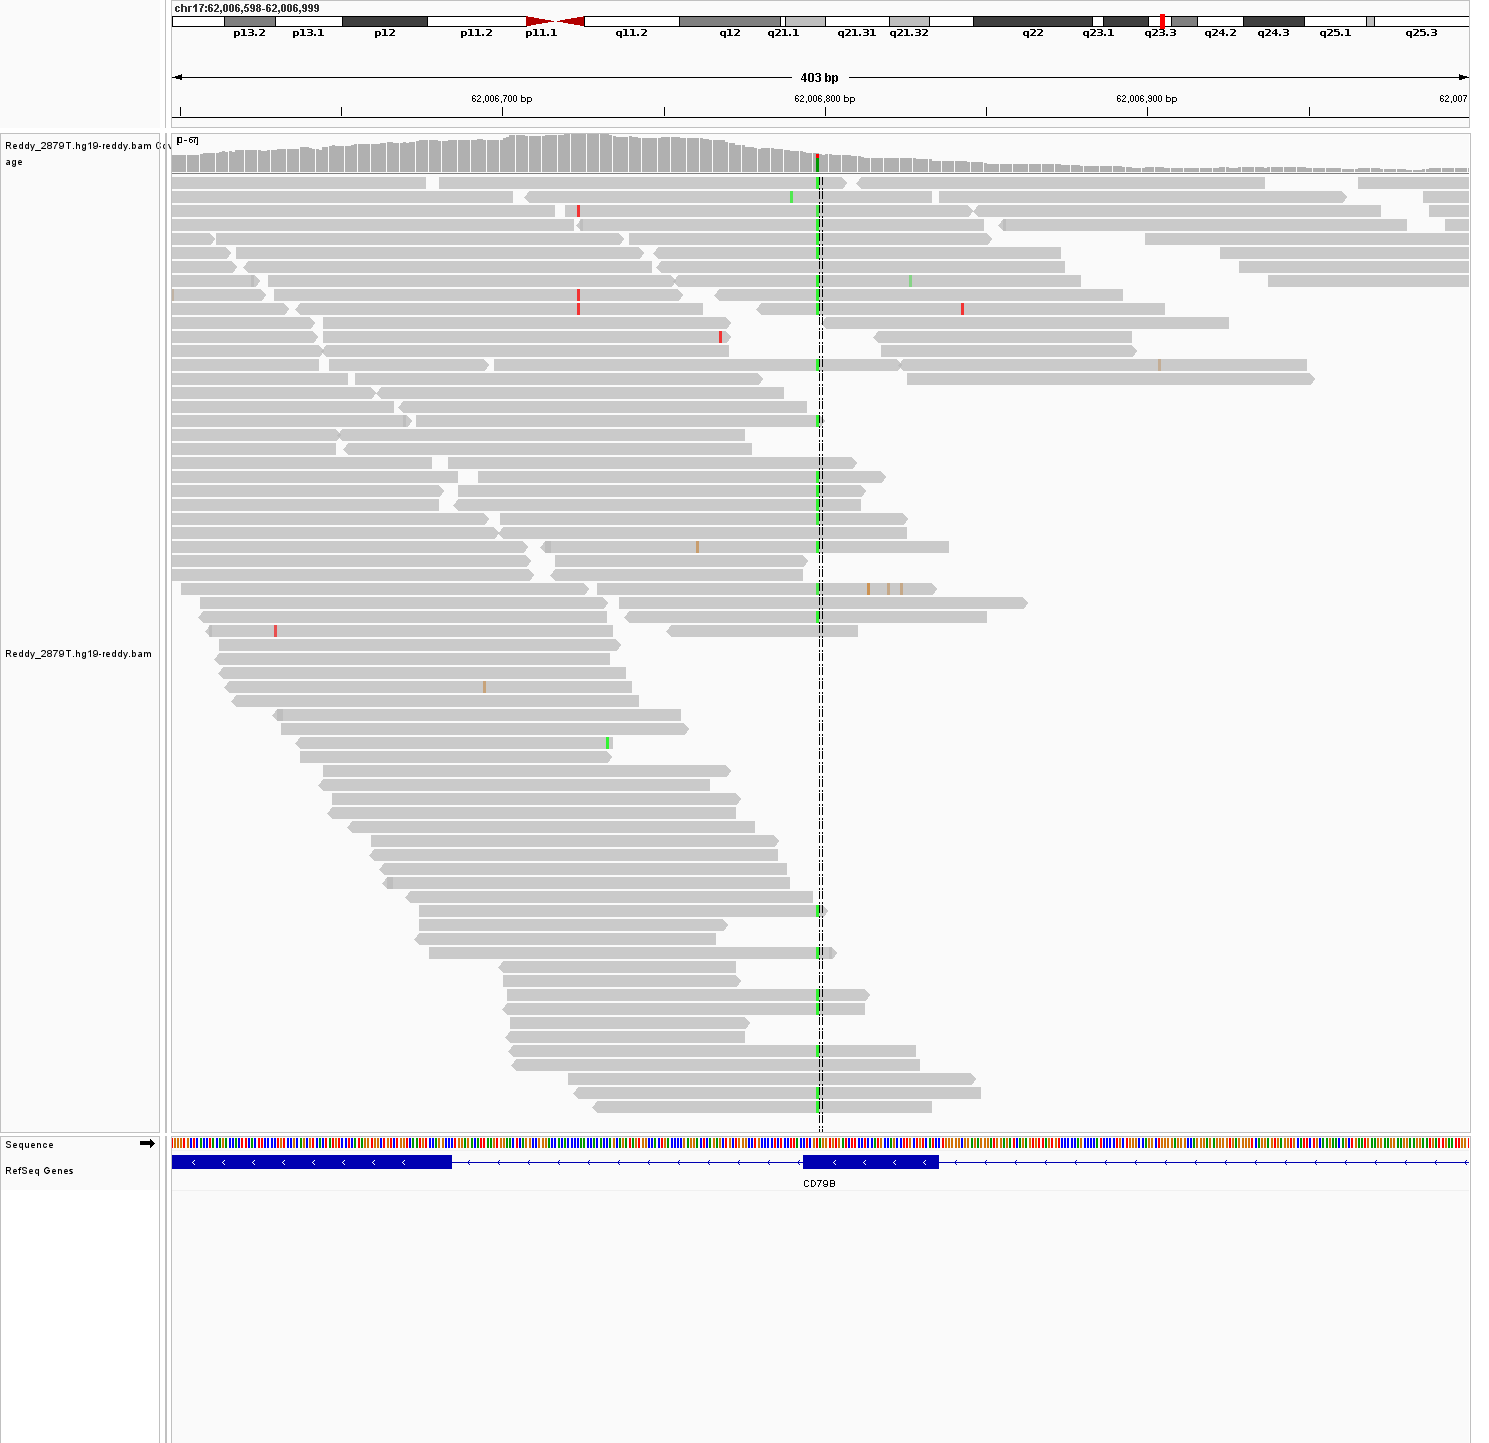 chr17:62,006,598-62,006,999
p13.2 p13.1 p12 p11.2 p11.1 q11.2 q12 q21.1 q21.31 q21.32 q22 q23.1 q23.3 q24.2 q24.3 q25.1 q25.3
403 bp
62,006,700 bp 62,006,800 bp 62,006,900 bp 62,007
Reddy_2879T.hg19-reddy.bam Cov
age
[0 - 67]
Reddy_2879T.hg19-reddy.bam
Sequence
RefSeq Genes
CD79B